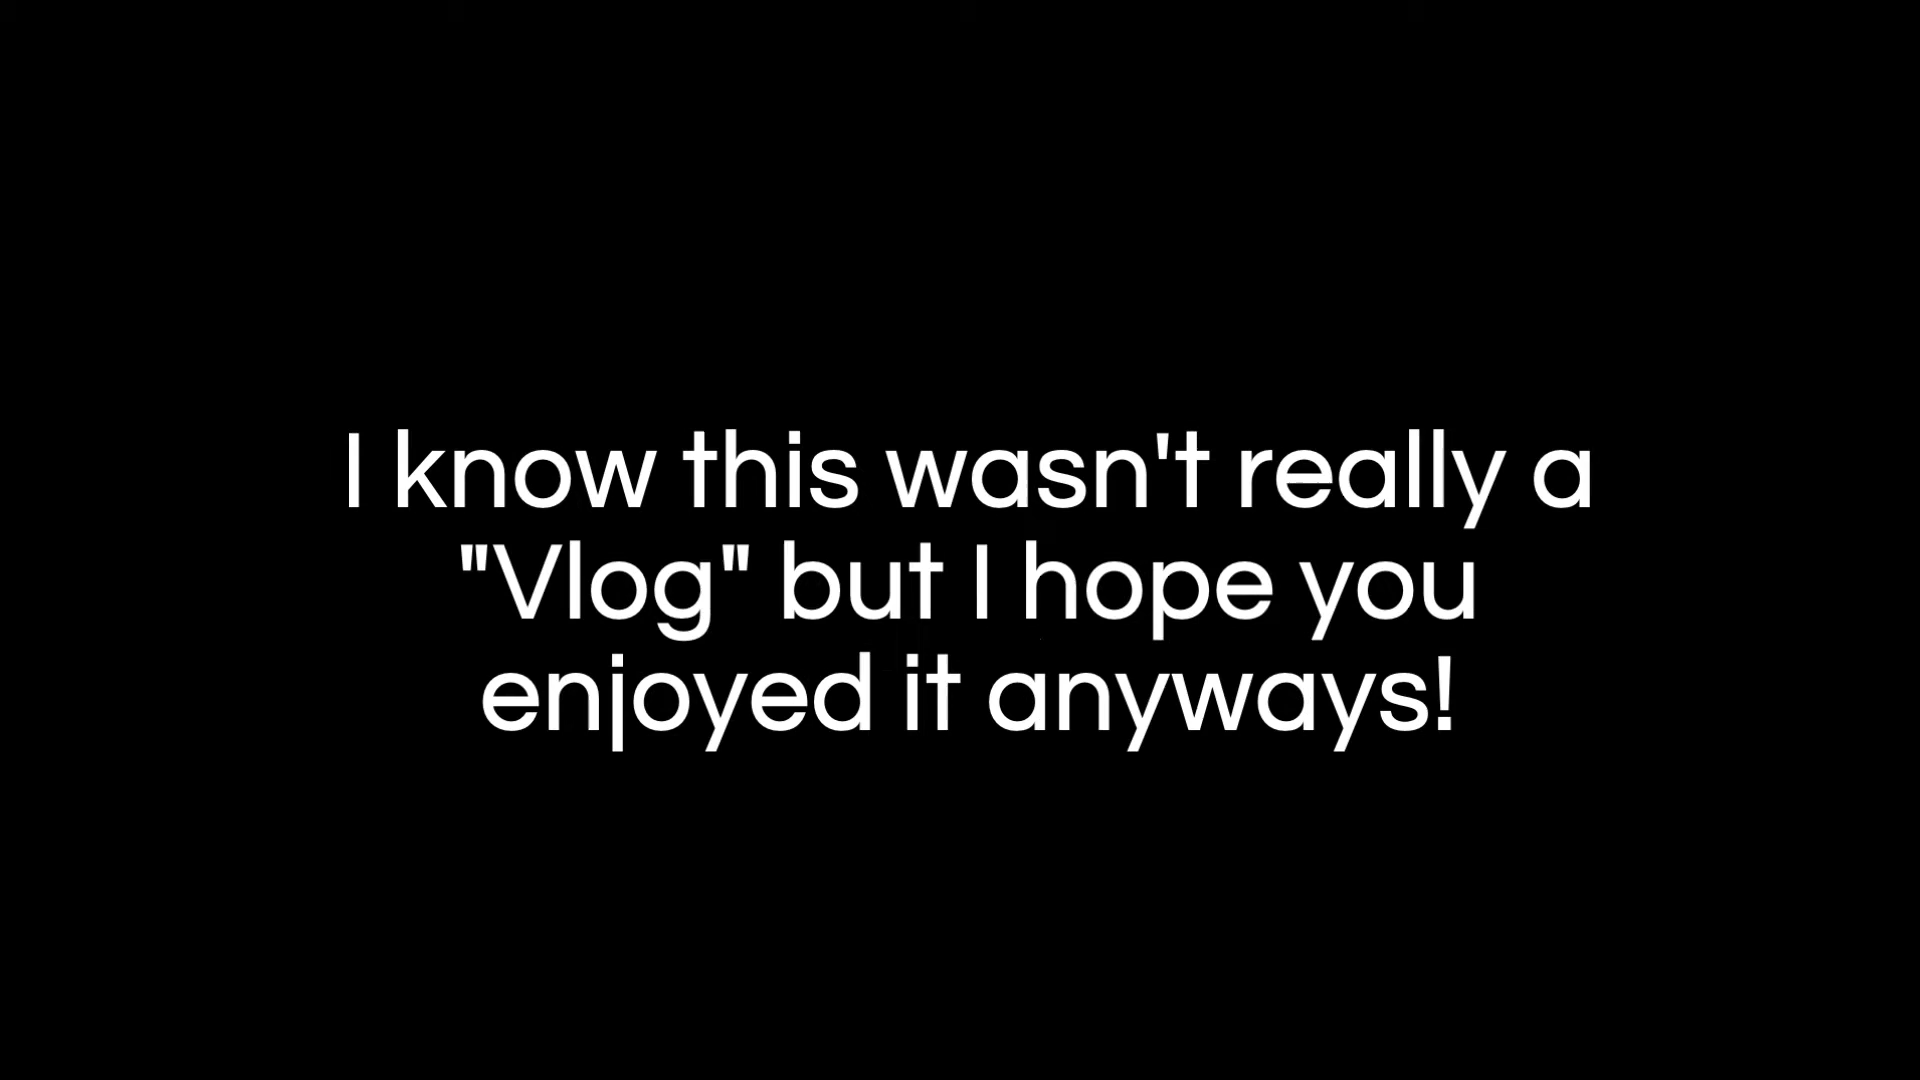 I know this wasn't really a
"Vlog" but I hope you
enjoyed it anyways!